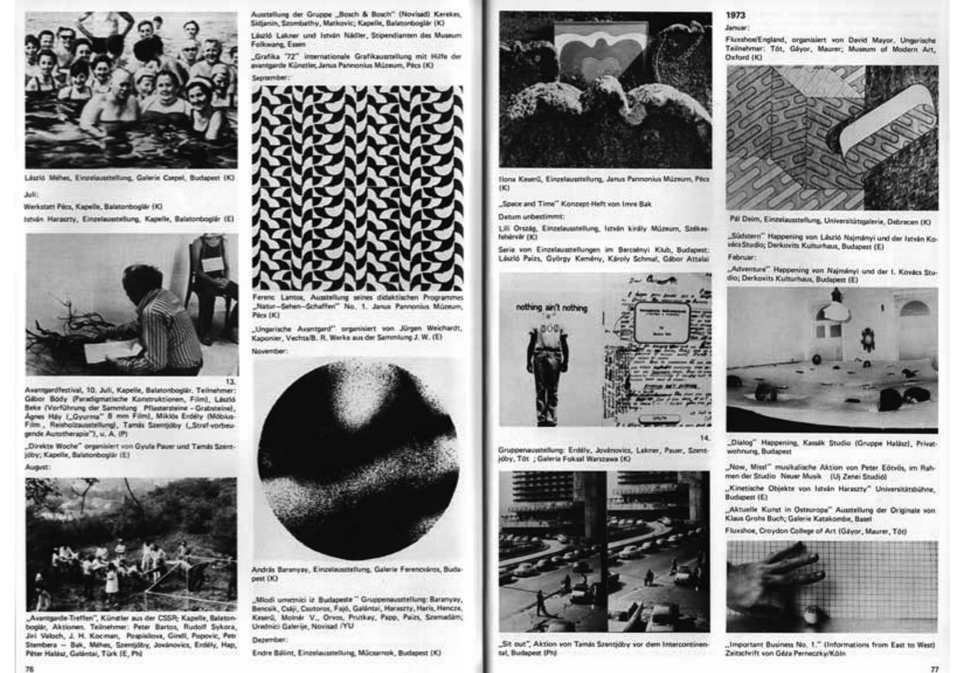 Ausstellung der Gruppe „Bosch & Bosch" (Novisad) Kerekes,
Sidjanin, Szombathy, Matkovic; Kapelle, Balatonboglár (K)
László Lakner und István Nádler, Stipendianten des Museum
Folkwang, Essen
„Grafika '72" internationale Grafikausstellung mit Hilfe der
avantgarde Künstler, Janus Pannonius Múzeum, Pécs (K)
September:
László Méhes, Einzelausstellung, Galerie Csepel, Budapest (K)
Juli:
Werkstatt Pécs, Kapelle, Balatonboglár (K)
István Haraszty, Einzelausstellung, Kapelle, Balatonboglár (E)
13.
Avantgardfestival, 10. Juli, Kapelle, Balatonboglár. Teilnehmer:
Gábor Bódy (Paradigmatische Konstruktionen, Film), László
Beke (Vorführung der Sammlung Pflastersteine - Grabsteine),
Ágnes Háy („Gyurma" 8 mm Film), Miklós Erdély (Möbius-
Film, Reisholzausstellung), Tamás Szentjóby („Straf-vorbeu-
gende Autotherapie"), u. A. (P)
„Direkte Woche" organisiert von Gyula Pauer und Tamás Szent-
jóby; Kapelle, Balatonboglár (E)
August:
„Avantgarde-Treffen", Künstler aus der CSSR; Kapelle, Balaton-
boglár, Aktionen, Teilnehmer: Peter Bartos, Rudolf Sykora,
Jiri Valoch, J. H. Kocman, Pospisilova, Gindl, Popovic, Petr
Stembera — Bak, Méhes, Szentjóby, Jovánovics, Erdély, Hap,
Péter Halász, Galántai, Türk (E, Ph)
76
Ferenc Lantos, Ausstellung seines didaktischen Programmes
„Natur—Sehen—Schaffen" No. 1. Janus Pannonius Múzeum,
Pécs (K)
„Ungarische Avantgard" organisiert von Jürgen Weichardt,
Kaponier, Vechta/B. R. Werke aus der Sammlung J. W. (E)
November:
András Baranyay, Einzelausstellung, Galerie Ferencváros, Buda-
pest (K)
„Mlodi umetnici iz Budapeste" Gruppenausstellung: Baranyay,
Bencsik, Csáji, Csutoros, Fajó, Galántai, Haraszty, Haris, Hencze,
Keserü, Molnár V., Orvos, Prutkay, Papp, Paizs, Szemadám;
Urednici Galerije, Novisad /YU
Dezember:
Endre Bálint, Einzelausstellung, Műcsarnok, Budapest (K)
Ilona Keserü, Einzelausstellung, Janus Pannonius Múzeum, Pécs
(K)
„Space and Time" Konzept-Heft von Imre Bak
Datum unbestimmt:
Lili Ország, Einzelausstellung, István király Múzeum, Székes-
fehérvár (K)
Serie von Einzelausstellungen im Bercsényi Klub, Budapest:
László Paizs, György Kemény, Károly Schmal, Gábor Attalai
nothing ain't nothing
14.
Gruppenausstellung: Erdély, Jovánovics, Lakner, Pauer, Szent-
jóby, Tót ; Galeria Foksal Warszawa (K)
„Sit out", Aktion von Tamás Szentjóby vor dem Intercontinen-
tal, Budapest (Ph)
1973
Januar:
Fluxshoe/England, organisiert von David Mayor. Ungarische
Teilnehmer: Tót, Gáyor, Maurer; Museum of Modern Art,
Oxford (K)
Pál Deim, Einzelausstellung, Universitätsgalerie, Debrecen (K)
„Südstern" Happening von László Najmányi und der István Ko-
vács Studio; Derkovits Kulturhaus, Budapest (E)
Februar:
„Adventure" Happening von Najmányi und der I. Kovács Stu-
dio; Derkovits Kulturhaus, Budapest (E)
„Dialog" Happening, Kassák Studio (Gruppe Halász), Privat-
wohnung, Budapest
„Now, Miss!" musikalische Aktion von Peter Eötvös, im Rah-
men der Studio Neuer Musik (Uj Zenei Studió)
„Kinetische Objekte von István Haraszty" Universitätsbühne,
Budapest (E)
„Aktuelle Kunst in Osteuropa" Ausstellung der Originale von
Klaus Grohs Buch; Galerie Katakombe, Basel
Fluxshoe, Croydon College of Art (Gáyor, Maurer, Tót)
„Important Business No. 1." (Informations from East to West)
Zeitschrift von Géza Perneczky/Köln
77